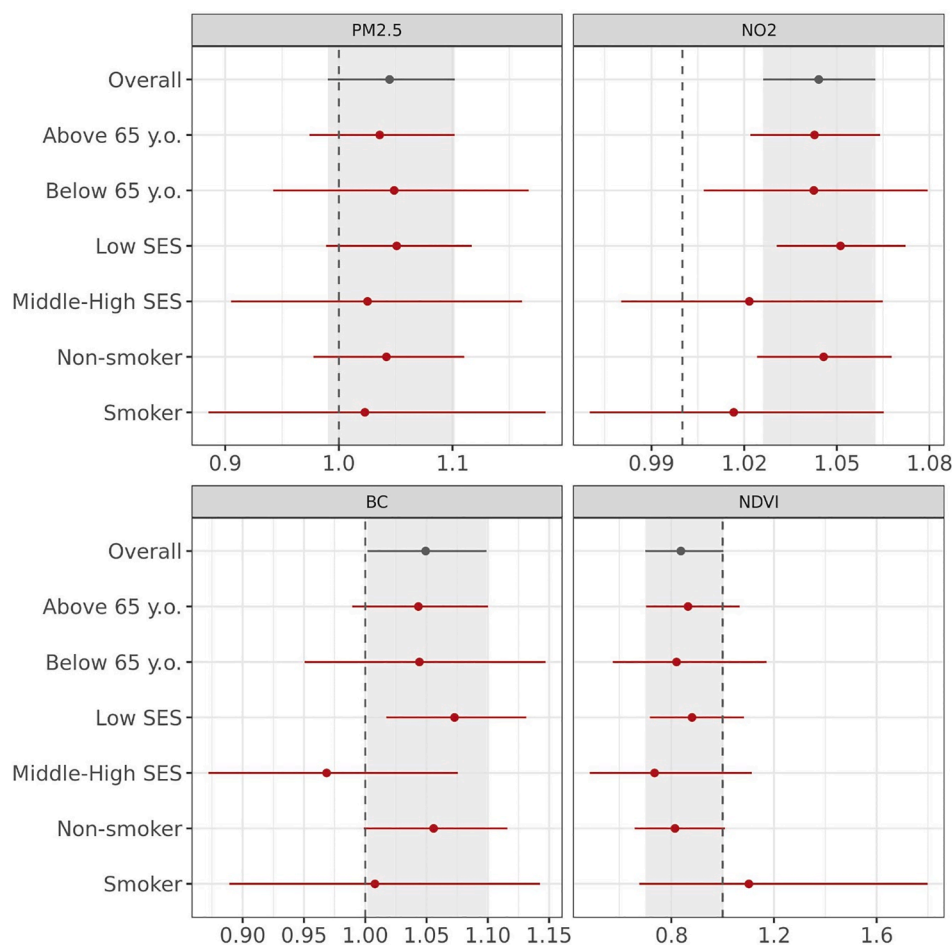 PM2.5 NO2
Overall
Above 65 y.o.
Below 65 y.o.
Low SES
Middle-High SES
Non-smoker
Smoker
0.9 1.0 1.1 0.99 1.02 1.05 1.08
BC NDVI
Overall
Above 65 y.o.
Below 65 y.o.
Low SES
Middle-High SES
Non-smoker
Smoker
0.90 0.95 1.00 1.05 1.10 1.15 0.8 1.2 1.6